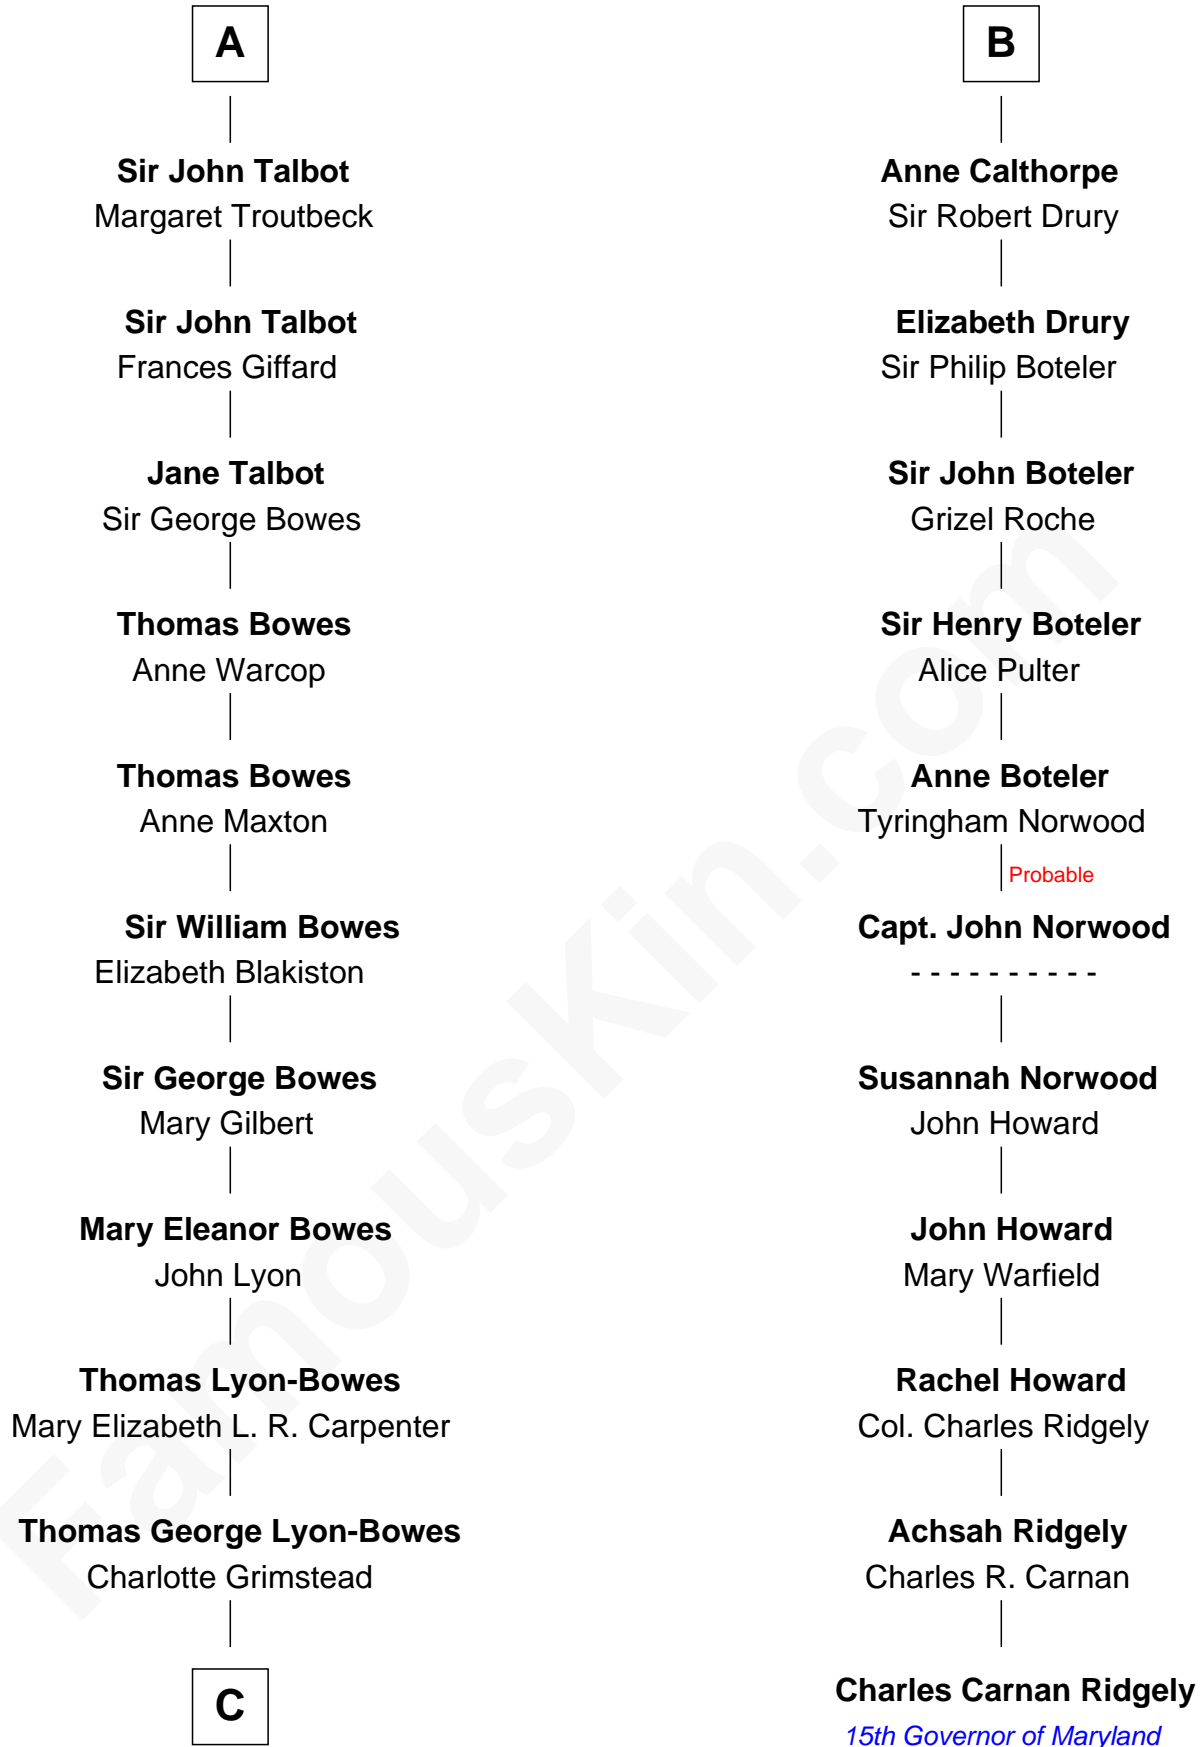 A
Sir John Talbot
Margaret Troutbeck
Sir John Talbot
Frances Giffard
Jane Talbot
Sir George Bowes
Thomas Bowes
Anne Warcop
Thomas Bowes
Anne Maxton
Sir William Bowes
Elizabeth Blakiston
Sir George Bowes
Mary Gilbert
Mary Eleanor Bowes
John Lyon
Thomas Lyon-Bowes
Mary Elizabeth L. R. Carpenter
Thomas George Lyon-Bowes
Charlotte Grimstead
C
B
Anne Calthorpe
Sir Robert Drury
Elizabeth Drury
Sir Philip Boteler
Sir John Boteler
Grizel Roche
Sir Henry Boteler
Alice Pulter
Anne Boteler
Tyringham Norwood
Probable
Capt. John Norwood
- - - - - - - - - -
Susannah Norwood
John Howard
John Howard
Mary Warfield
Rachel Howard
Col. Charles Ridgely
Achsah Ridgely
Charles R. Carnan
Charles Carnan Ridgely
15th Governor of Maryland
FamousKin.com